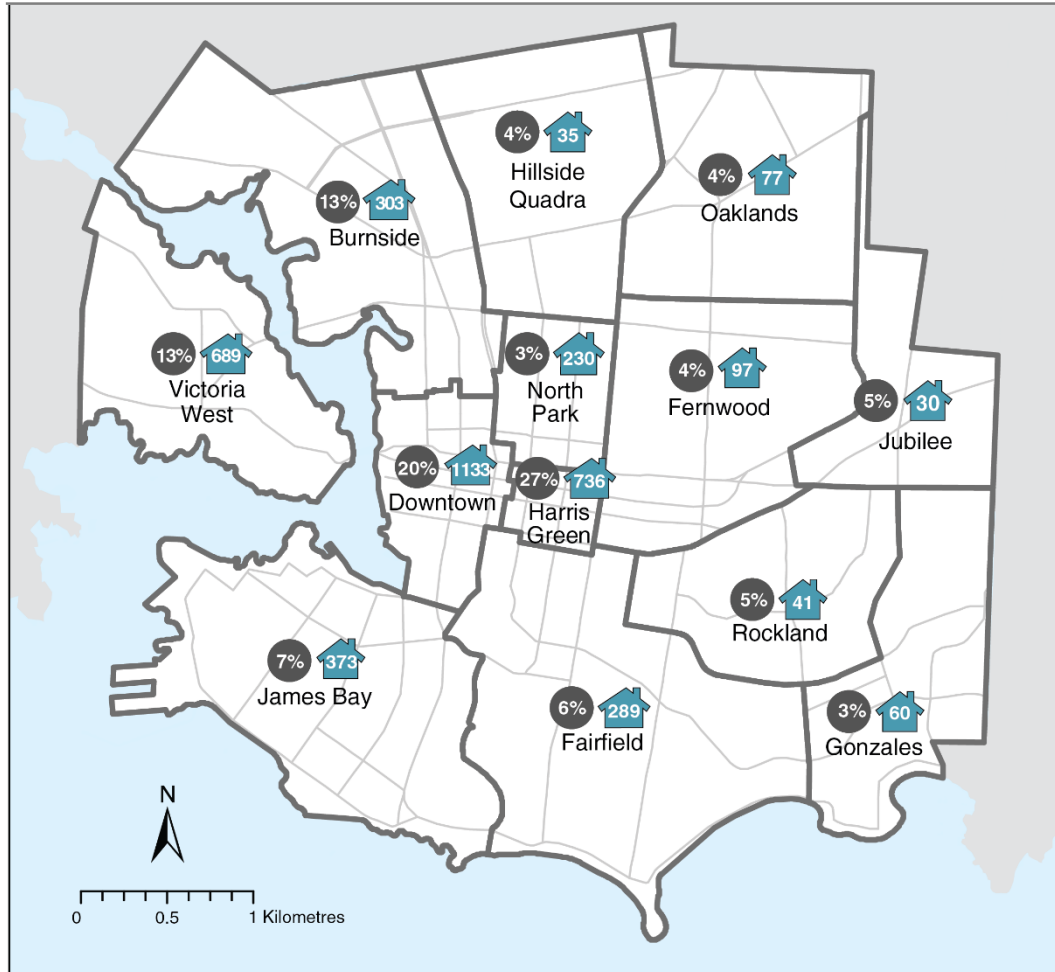 4% 35
Hillside
Quadra
4% 77
Oaklands
13% 303
Burnside
13% 689
Victoria
West
3% 230
North
Park
4% 97
Fernwood
5% 30
Jubilee
20% 1133
Downtown
27% 736
Harris
Green
5% 41
Rockland
7% 373
James Bay
6% 289
Fairfield
3% 60
Gonzales
N
0 0.5 1 Kilometres